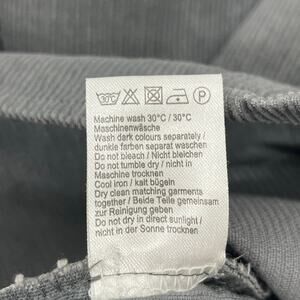 30°C P
Machine wash 30°C / 30°C
Maschinenwäsche
Wash dark colours separately /
dunkle farben separat waschen
Do not bleach / Nicht bleichen
Do not tumble dry / nicht in
Maschine trocknen
Cool iron / kalt bügeln
Dry clean matching garments
together / Beide Teile gemeinsam
zur Reinigung geben
Do not dry in direct sunlight /
nicht in der Sonne trocknen